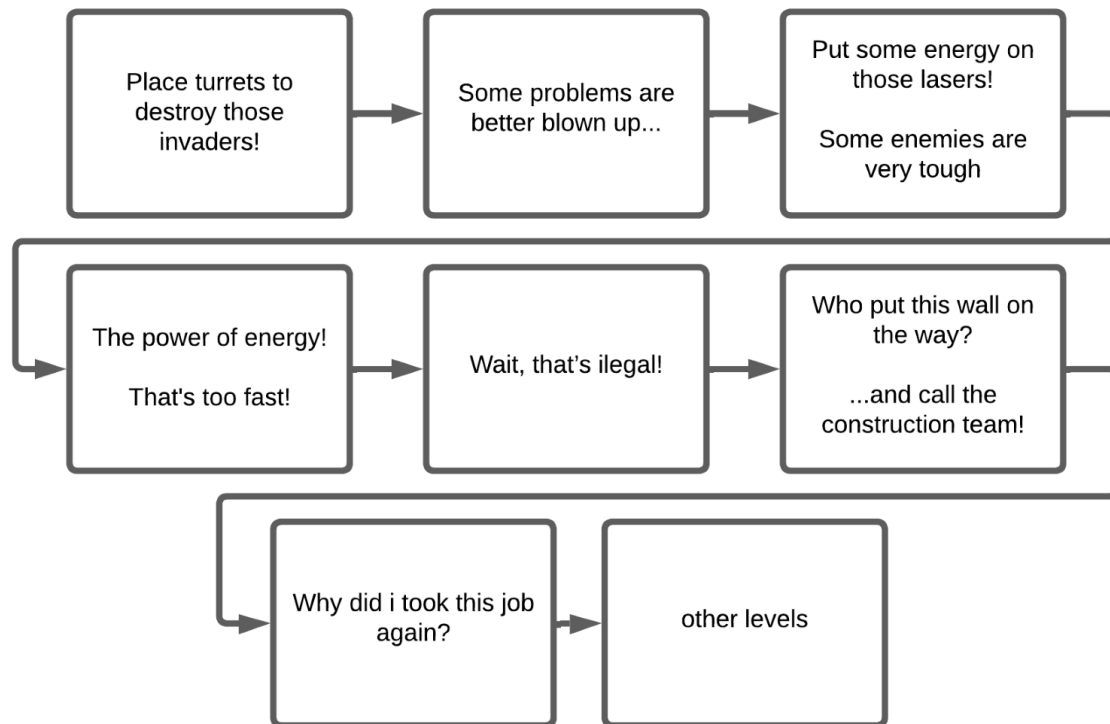 Place turrets to
destroy those
invaders!
Some problems are
better blown up...
Put some energy on
those lasers!
Some enemies are
very tough
The power of energy!
That's too fast!
Wait, that’s ilegal!
Who put this wall on
the way?
...and call the
construction team!
Why did i took this job
again?
other levels